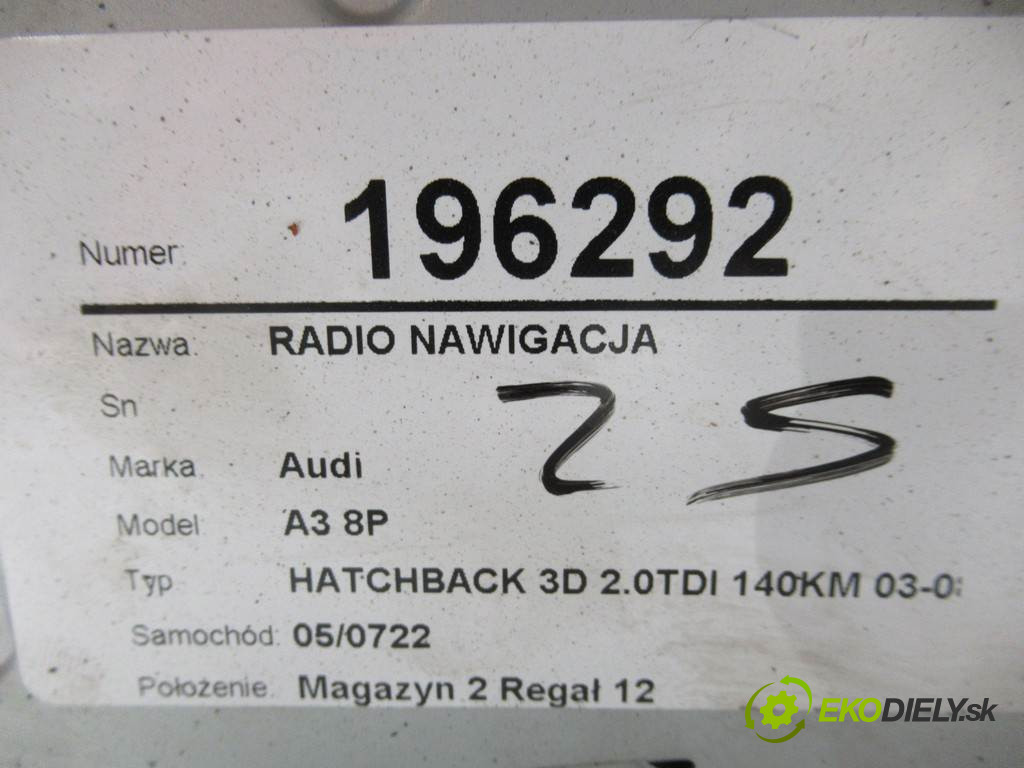 Numer: 196292
Nazwa: RADIO NAWIGACJA
Sn
25
Marka Audi
Model A3 8P
Typ HATCHBACK 3D 2.0TDI 140KM 03-0
Samochód: 05/0722
Położenie: Magazyn 2 Regał 12
EKODIELY.sk